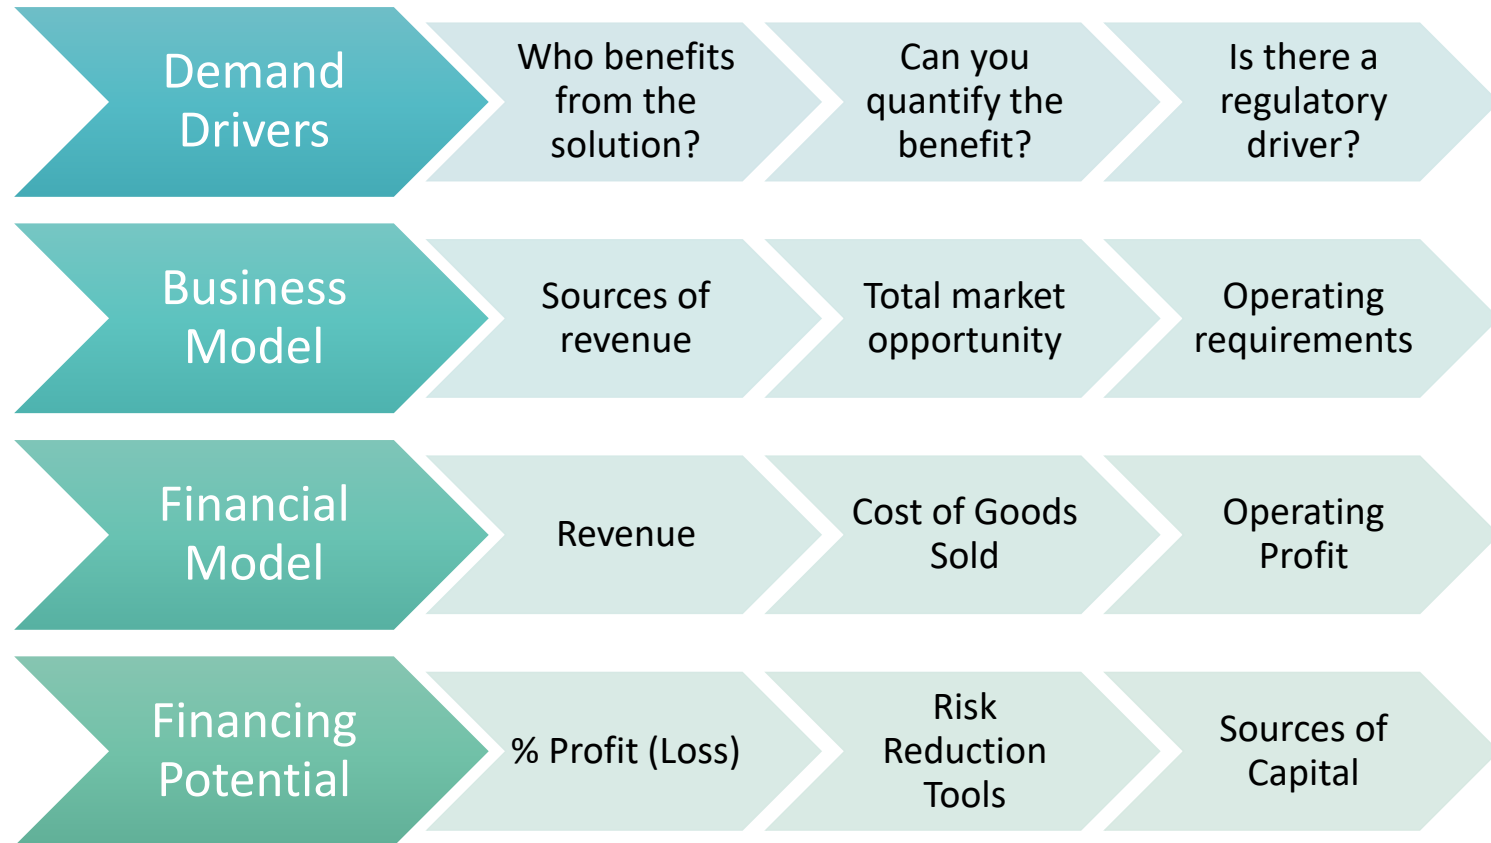 Demand
Drivers
Who benefits
from the
solution?
Can you
quantify the
benefit?
Is there a
regulatory
driver?
Business
Model
Sources of
revenue
Total market
opportunity
Operating
requirements
Financial
Model
Revenue
Cost of Goods
Sold
Operating
Profit
Financing
Potential
% Profit (Loss)
Risk
Reduction
Tools
Sources of
Capital